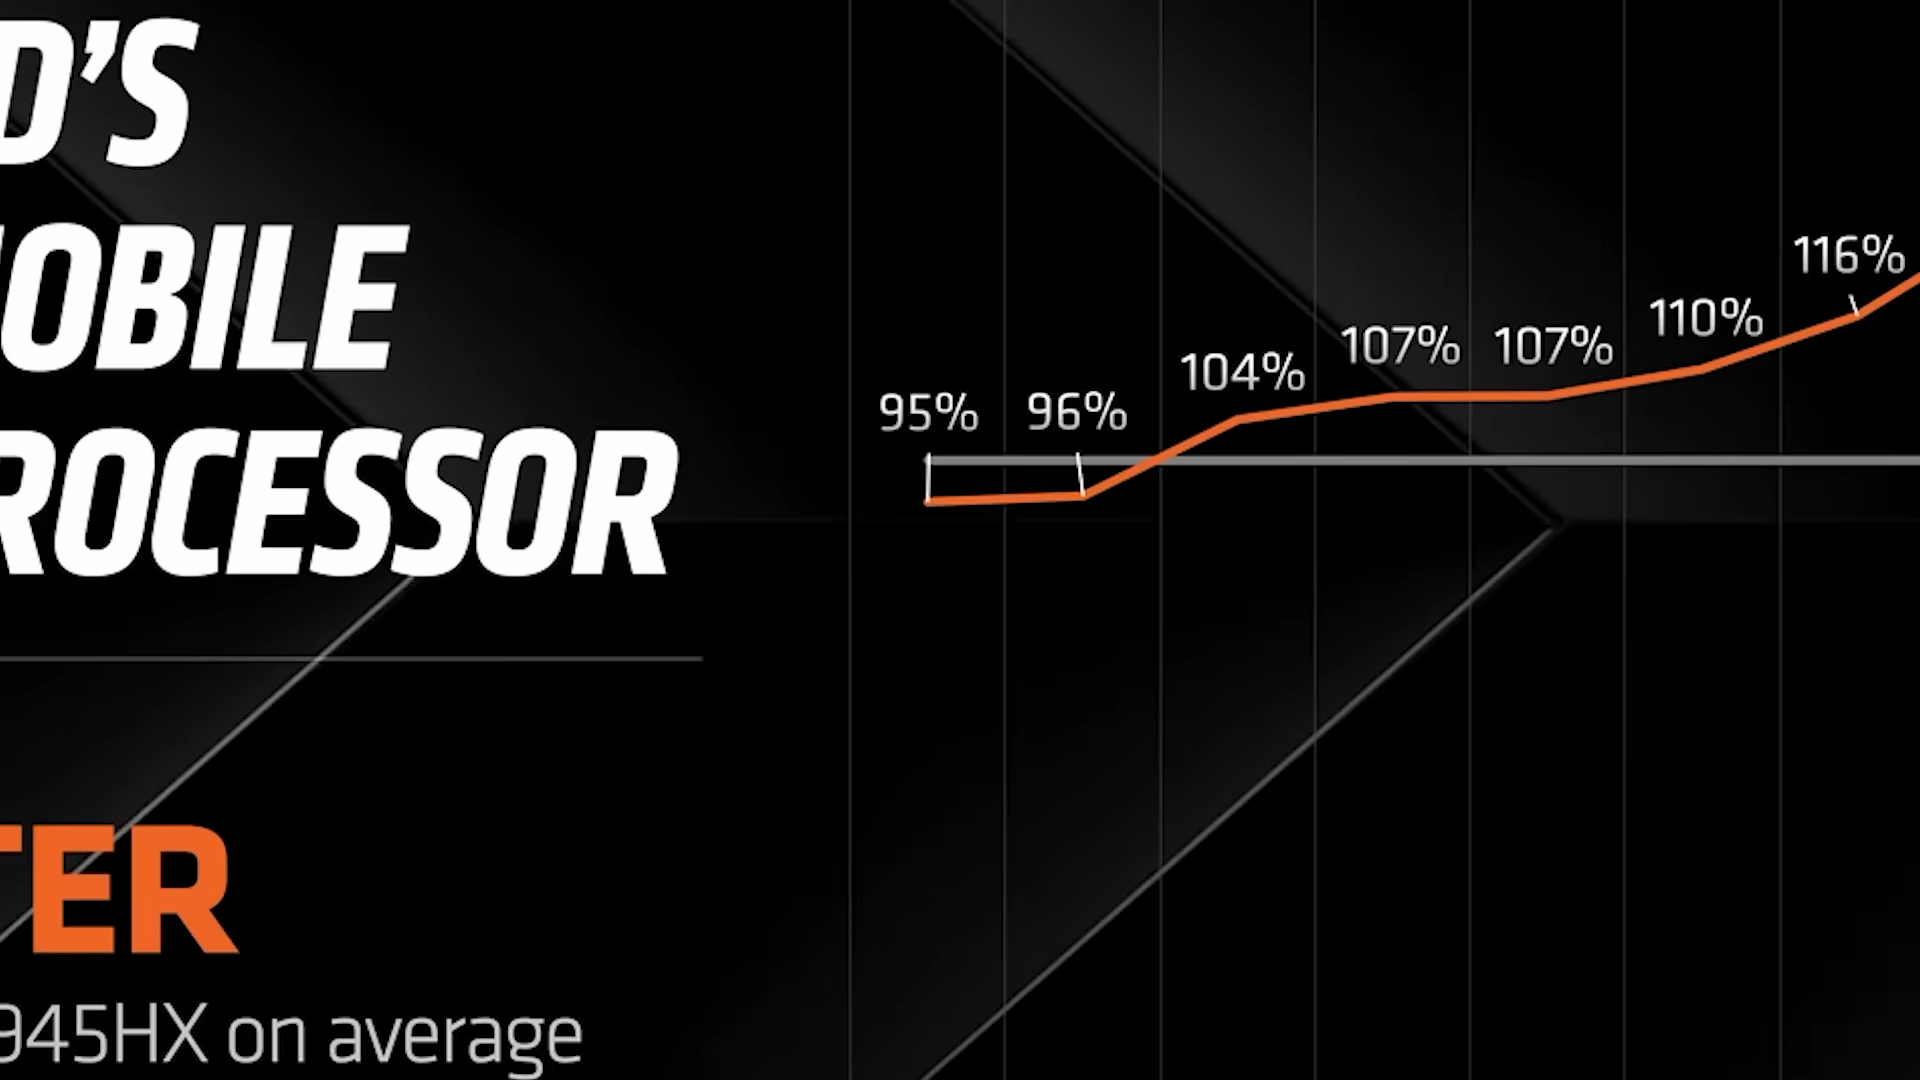 D'S
OBILE
ROCESSOR
TER
945HX on average
95% 96% 104% 107% 107% 110% 116%